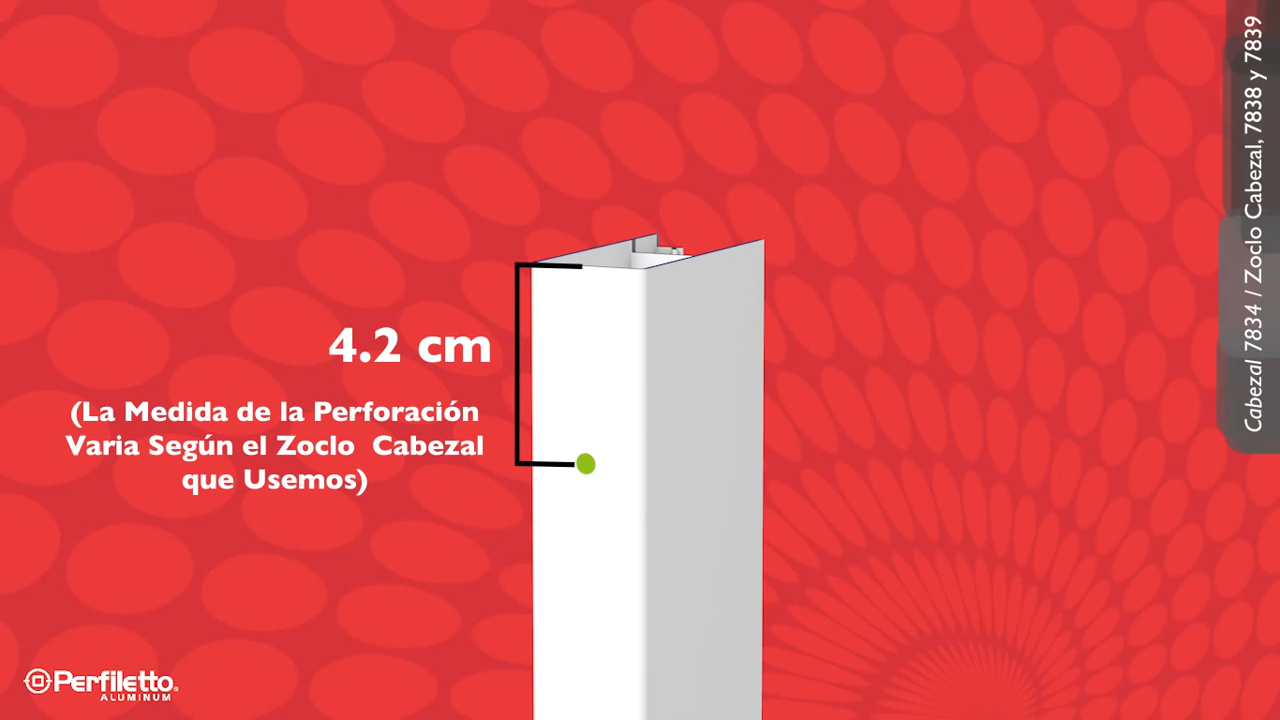 4.2 cm
(La Medida de la Perforación
Varia Según el Zoclo Cabezal
que Usemos)
Cabezal 7834 / Zoclo Cabezal, 7838 y 7839
Perfiletto
ALUMINUM